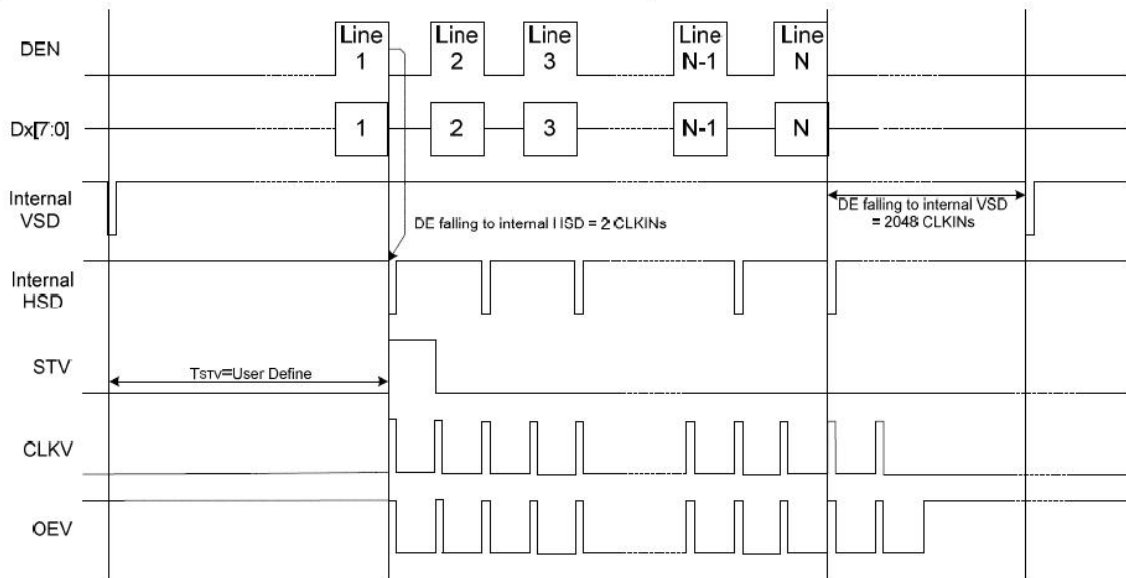 DEN
Line 1
Line 2
Line 3
Line N-1
Line N
Dx[7:0]
1
2
3
N-1
N
Internal VSD
DE falling to internal HSD = 2 CLKINs
DE falling to internal VSD
= 2048 CLKINs
Internal HSD
STV
TSTV=User Define
CLKV
OEV